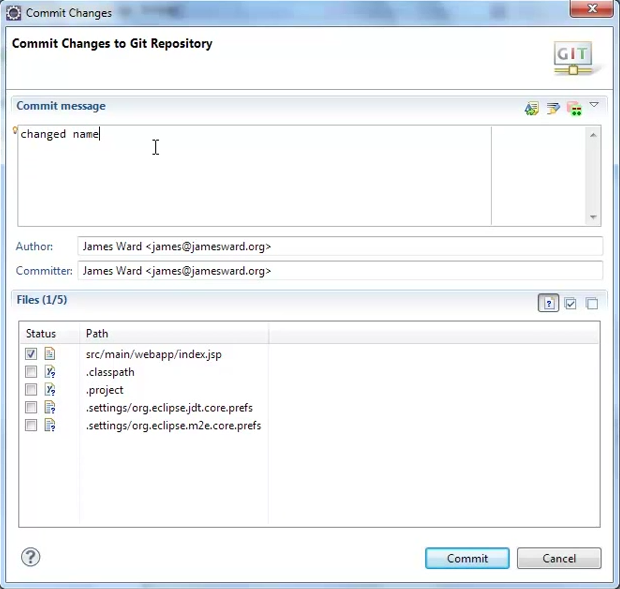 Commit Changes
Commit Changes to Git Repository
GIT
Commit message
changed name
Author: James Ward <james@jamesward.org>
Committer: James Ward <james@jamesward.org>
Files (1/5)
Status Path
src/main/webapp/index.jsp
.classpath
.project
.settings/org.eclipse.jdt.core.prefs
.settings/org.eclipse.m2e.core.prefs
Commit Cancel